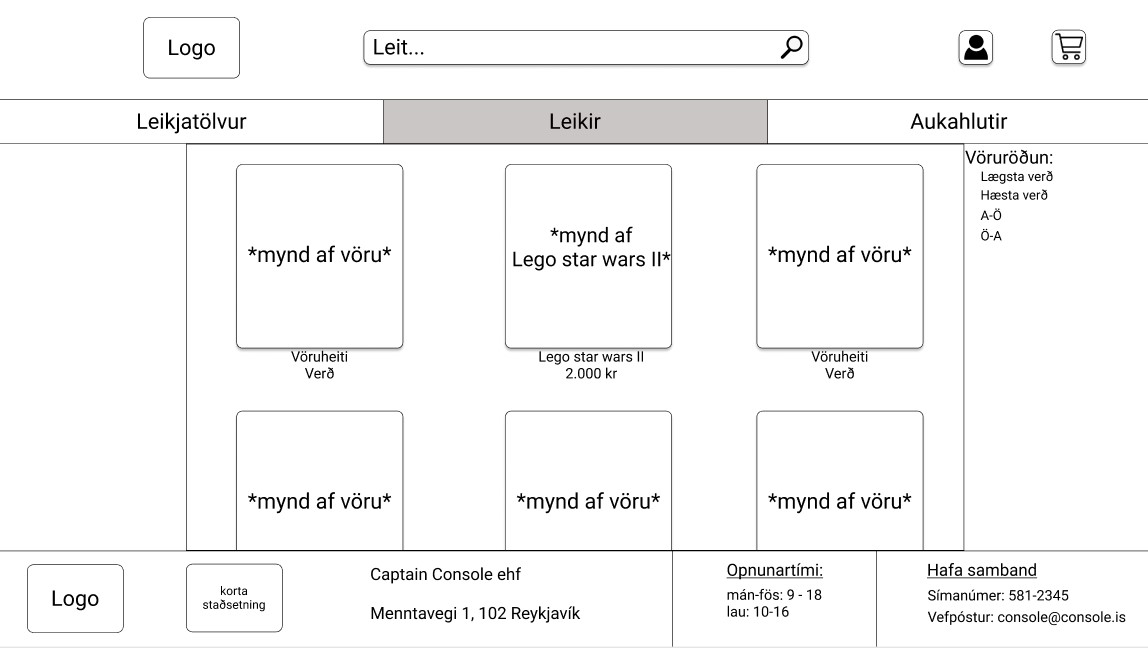 Logo
Leit...
Leikjatölvur
Leikir
Aukahlutir
Vöruröðun:
Lægsta verð
Hæsta verð
A-Ö
Ö-A
*mynd af vöru*
*mynd af
Lego star wars II*
*mynd af vöru*
Vöruheiti
Verð
Lego star wars II
2.000 kr
Vöruheiti
Verð
*mynd af vöru*
*mynd af vöru*
*mynd af vöru*
Logo
korta
staðsetning
Captain Console ehf
Menntavegi 1, 102 Reykjavík
Opnunartími:
mán-fös: 9 - 18
lau: 10-16
Hafa samband
Símanúmer: 581-2345
Vefpóstur: console@console.is